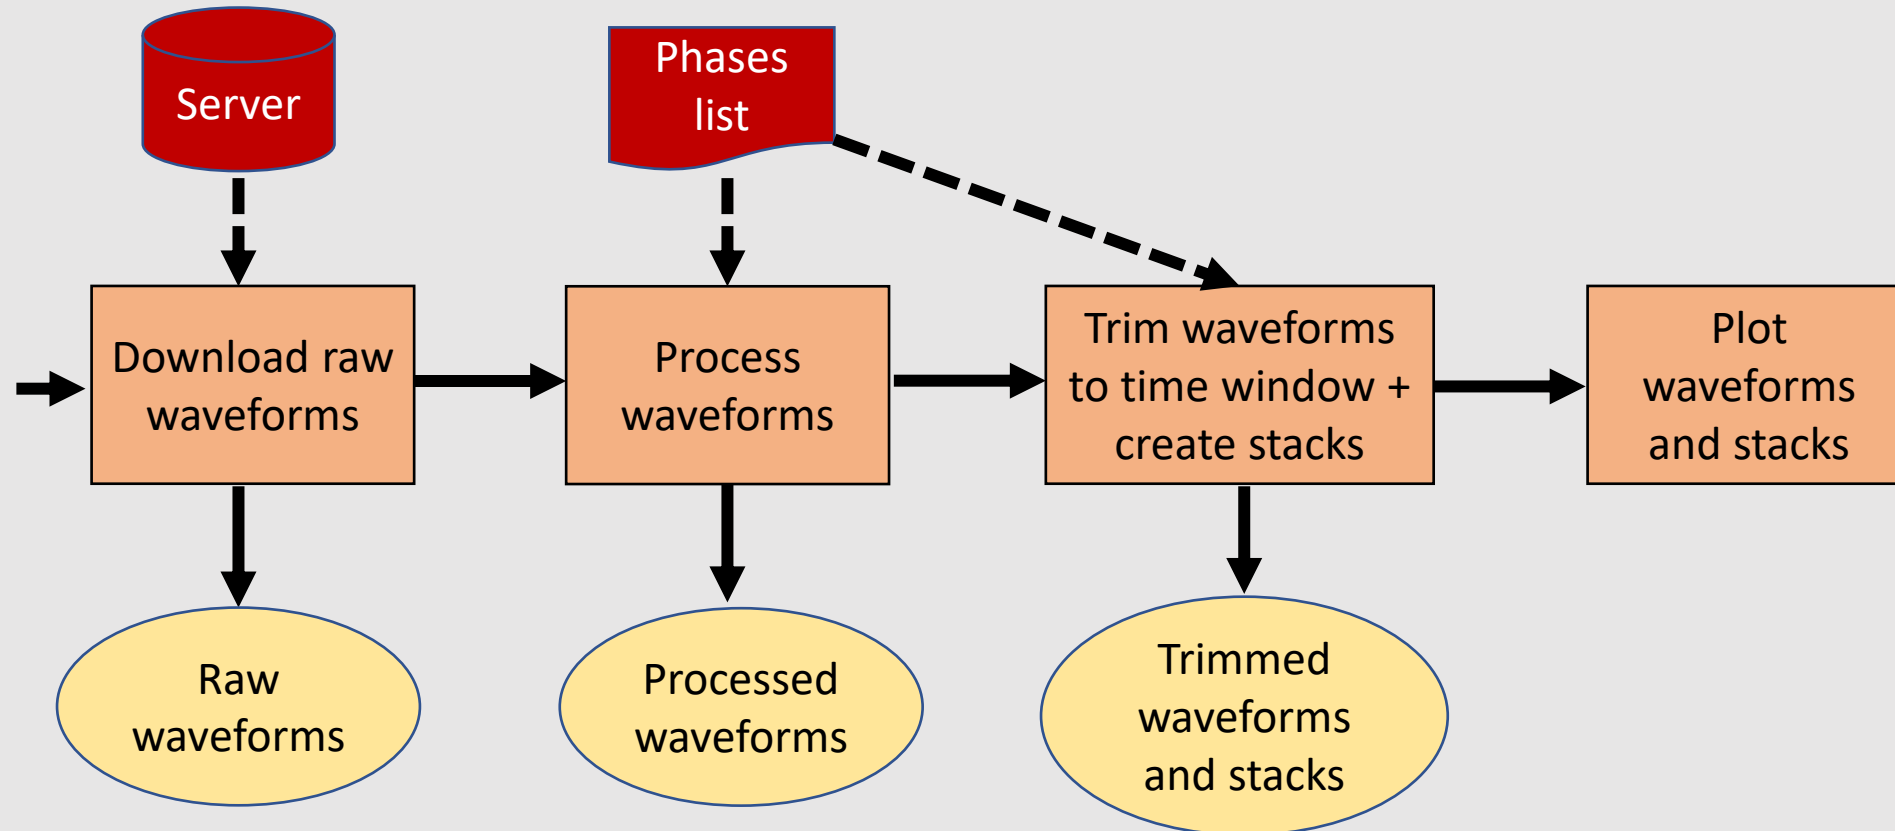 Server
Phases
list
Download raw
waveforms
Process
waveforms
Trim waveforms
to time window +
create stacks
Plot
waveforms
and stacks
Raw
waveforms
Processed
waveforms
Trimmed
waveforms
and stacks